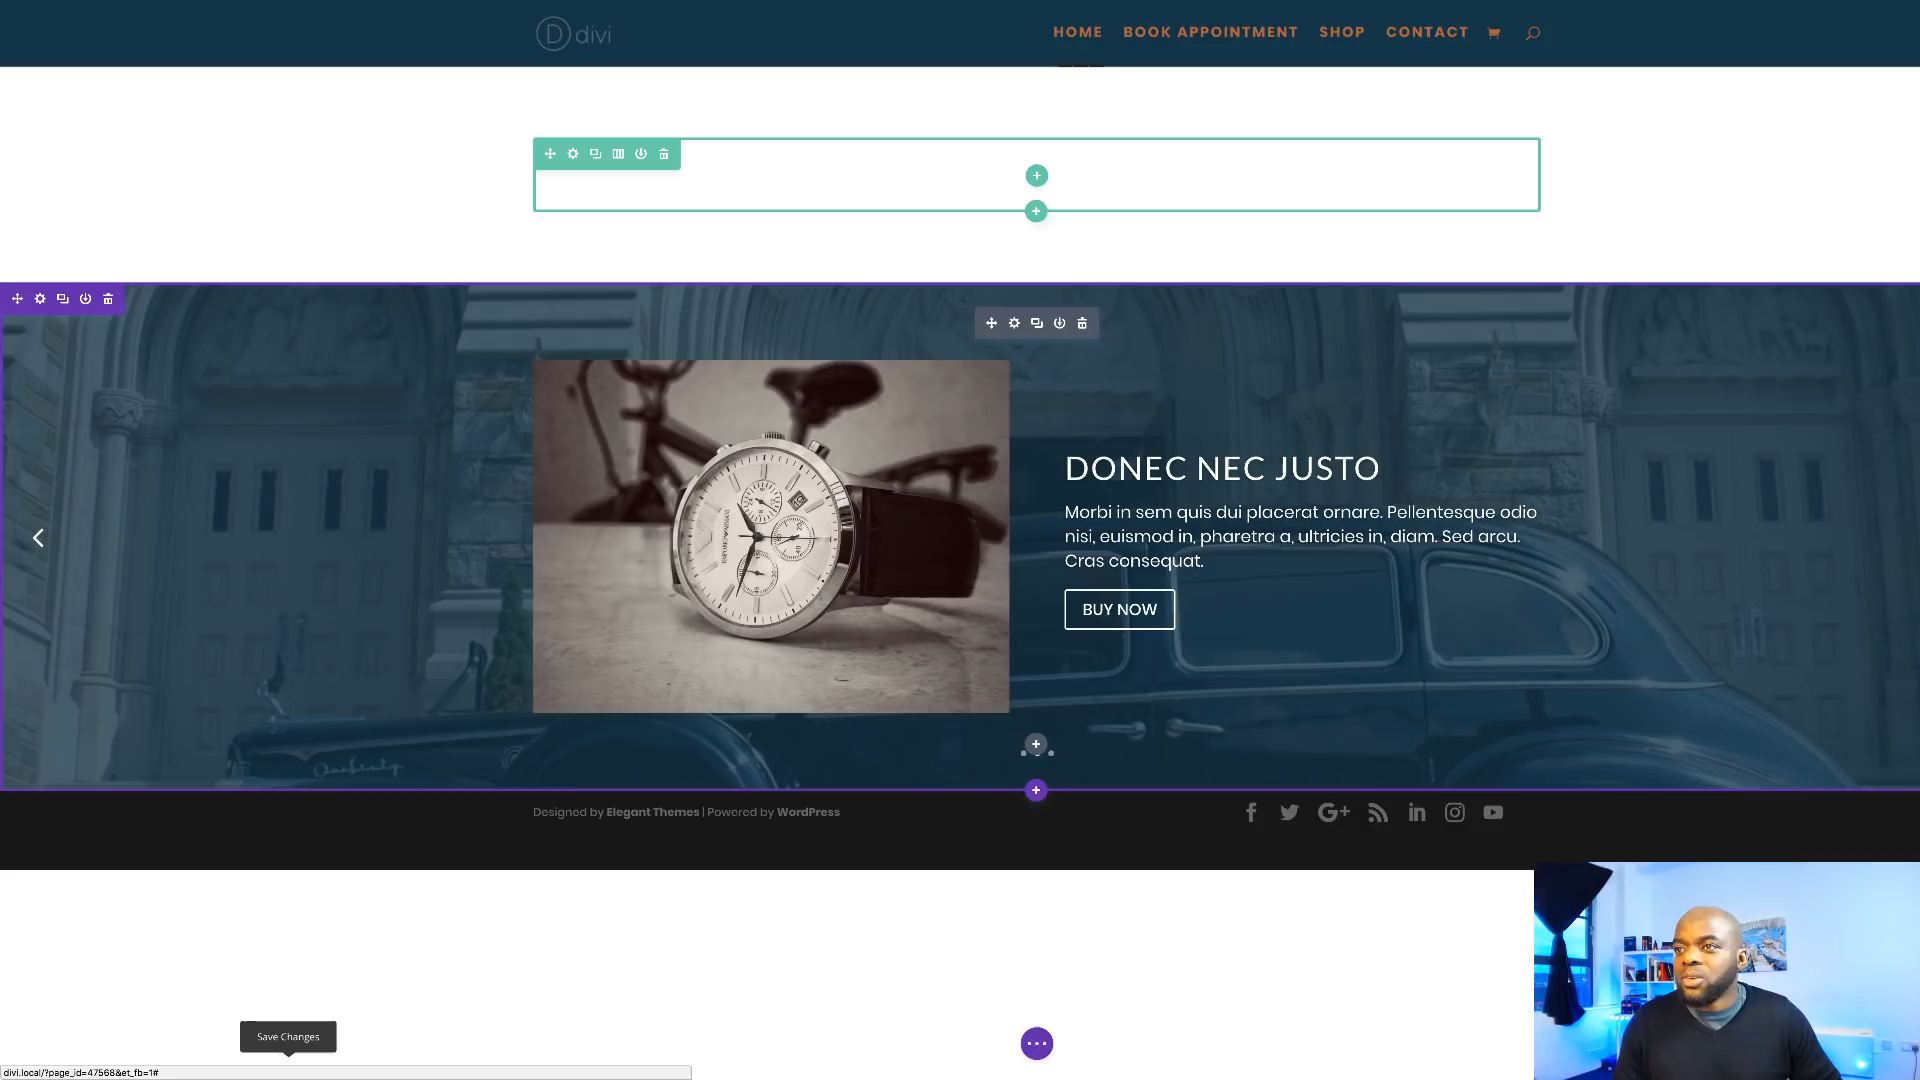 D divi
HOME BOOK APPOINTMENT SHOP CONTACT
DONEC NEC JUSTO
Morbi in sem quis dui placerat ornare. Pellentesque odio
nisi, euismod in, pharetra a, ultricies in, diam. Sed arcu.
Cras consequat.
BUY NOW
Designed by Elegant Themes | Powered by WordPress
Save Changes
divi.local/?page_id=47568&et_fb=1#